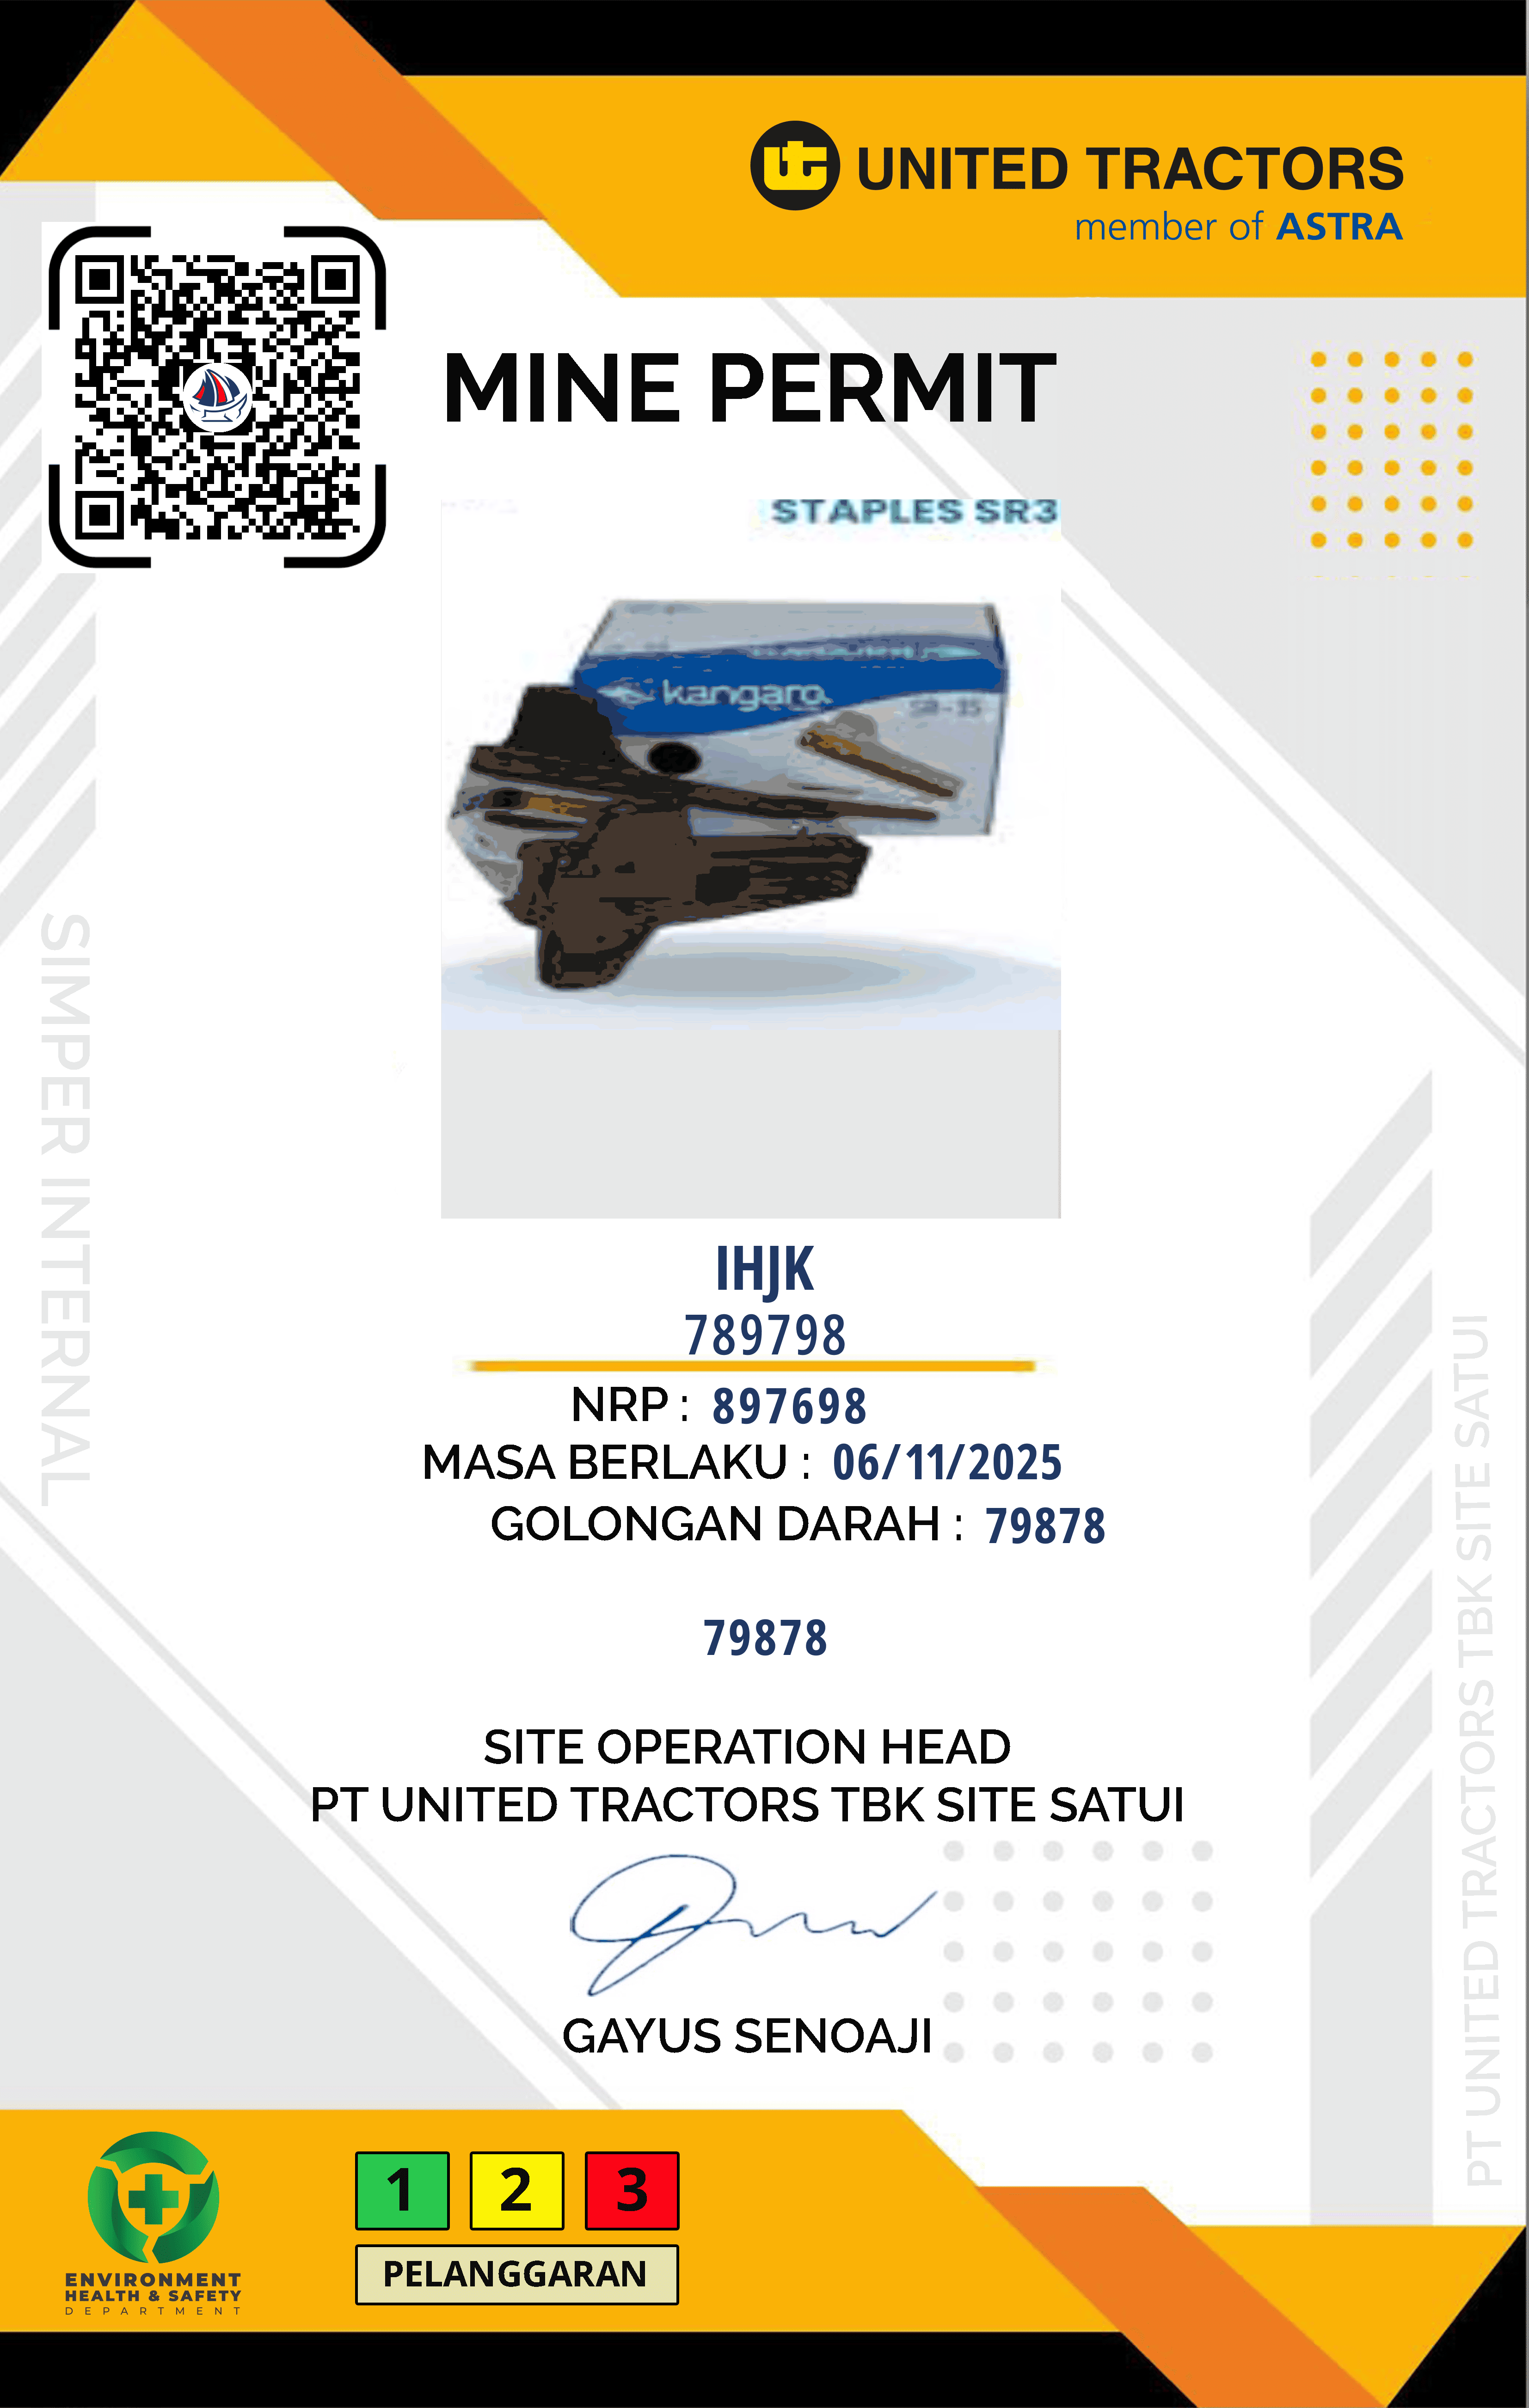 UNITED TRACTORS
member of ASTRA
MINE PERMIT
STAPLES SR3
kangaro
SR-35
IHJK
789798
NRP : 897698
MASA BERLAKU : 06/11/2025
GOLONGAN DARAH : 79878
79878
SITE OPERATION HEAD
PT UNITED TRACTORS TBK SITE SATUI
GAYUS SENOAJI
SIMPER INTERNAL
PT UNITED TRACTORS TBK SITE SATUI
1 2 3
PELANGGARAN
ENVIRONMENT
HEALTH & SAFETY
DEPARTMENT